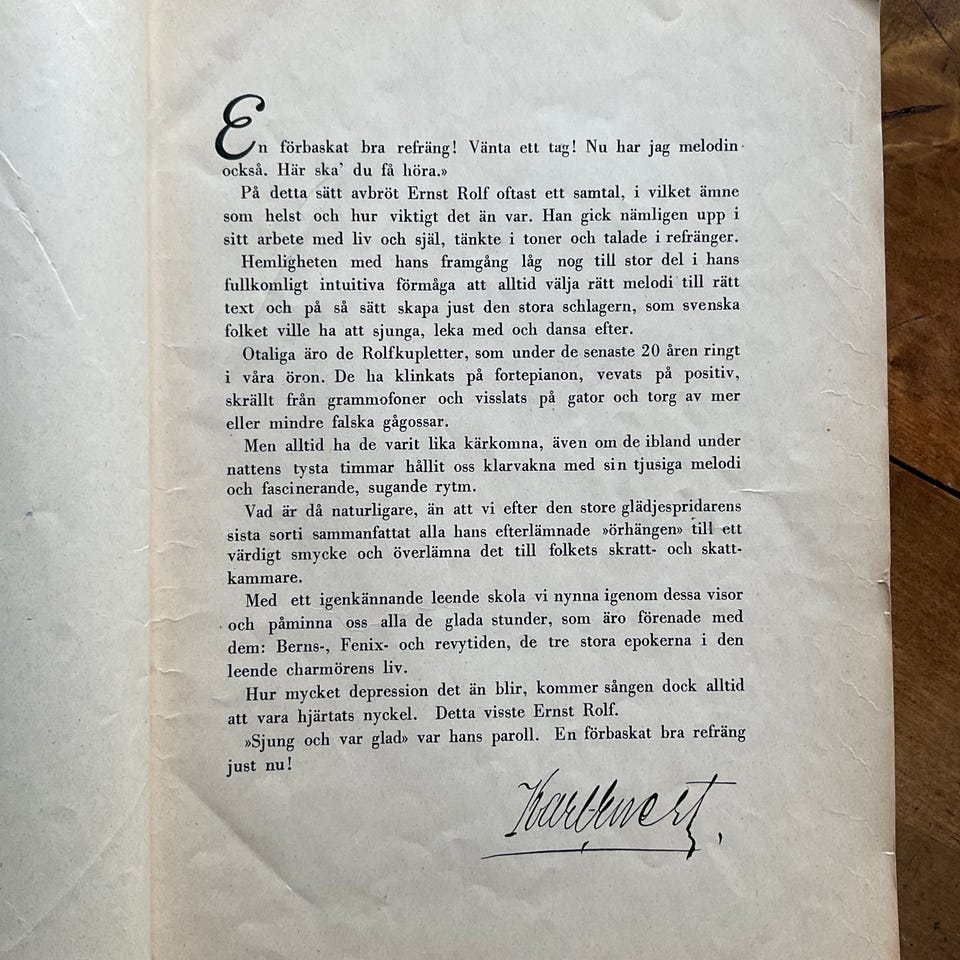 En förbaskat bra refräng! Vänta ett tag! Nu har jag melodin
också. Här ska' du få höra.»
På detta sätt avbröt Ernst Rolf oftast ett samtal, i vilket ämne
som helst och hur viktigt det än var. Han gick nämligen upp i
sitt arbete med liv och själ, tänkte i toner och talade i refränger.
Hemligheten med hans framgång låg nog till stor del i hans
fullkomligt intuitiva förmåga att alltid välja rätt melodi till rätt
text och på så sätt skapa just den stora schlagern, som svenska
folket ville ha att sjunga, leka med och dansa efter.
Otaliga äro de Rolfkupletter, som under de senaste 20 åren ringt
i våra öron. De ha klinkats på fortepianon, vevats på positiv,
skrällt från grammofoner och visslats på gator och torg av mer
eller mindre falska gågossar.
Men alltid ha de varit lika kärkomna, även om de ibland under
nattens tysta timmar hållit oss klarvakna med sin tjusiga melodi
och fascinerande, sugande rytm.
Vad är då naturligare, än att vi efter den store glädjespridarens
sista sorti sammanfattat alla hans efterlämnade »örhängen» till ett
värdigt smycke och överlämna det till folkets skratt- och skatt-
kammare.
Med ett igenkännande leende skola vi nynna igenom dessa visor
och påminna oss alla de glada stunder, som äro förenade med
dem: Berns-, Fenix- och revytiden, de tre stora epokerna i den
leende charmörens liv.
Hur mycket depression det än blir, kommer sången dock alltid
att vara hjärtats nyckel. Detta visste Ernst Rolf.
»Sjung och var glad» var hans paroll. En förbaskat bra refräng
just nu!